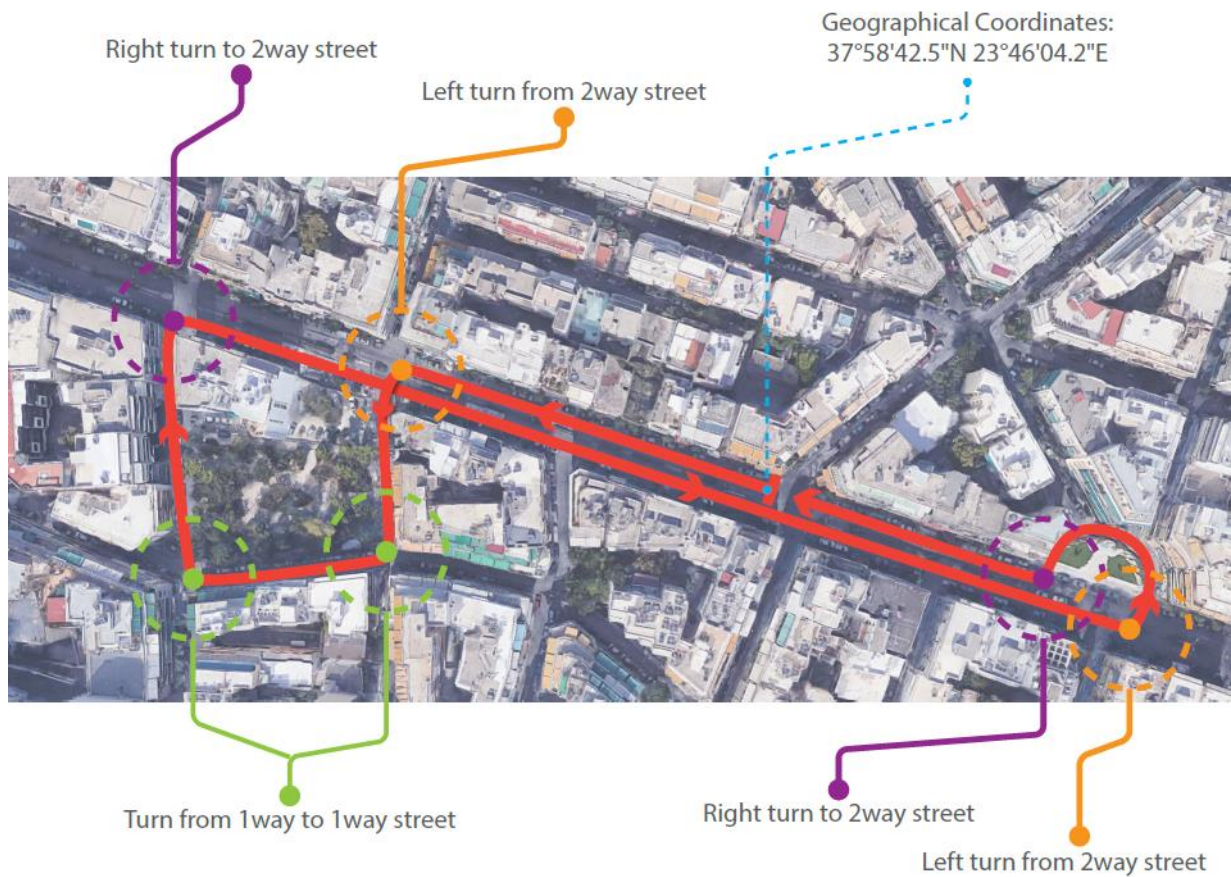 Geographical Coordinates:
37°58'42.5"N 23°46'04.2"E
Right turn to 2way street
Left turn from 2way street
Turn from 1way to 1way street
Right turn to 2way street
Left turn from 2way street